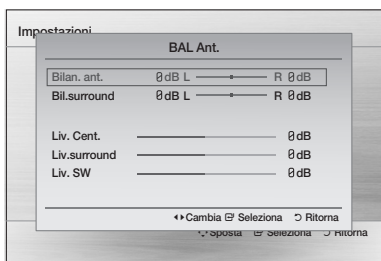 Impostazioni
BAL Ant.
Bilan. ant. 0dB L R 0dB
Bil.surround 0dB L R 0dB
Liv. Cent. 0dB
Liv.surround 0dB
Liv. SW 0dB
Cambia Seleziona Ritorna
Sposta Seleziona Ritorna